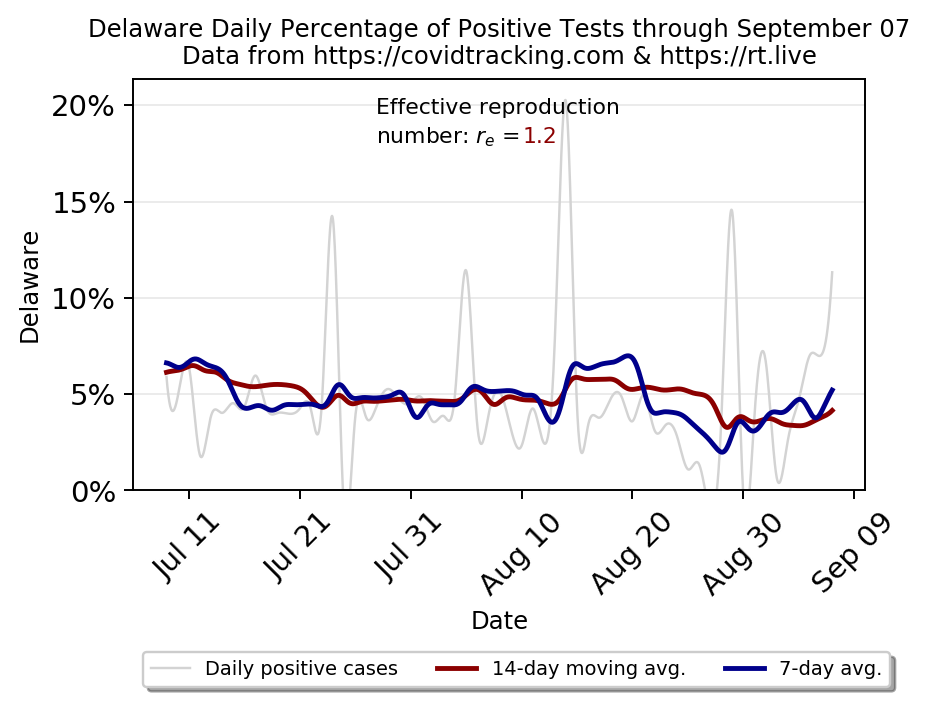 Delaware Daily Percentage of Positive Tests through September 07
Data from https://covidtracking.com & https://rt.live
Effective reproduction
number: rₑ =1.2
20%
15%
10%
5%
0%
Delaware
Jul 11
Jul 21
Jul 31
Aug 10
Aug 20
Aug 30
Sep 09
Date
Daily positive cases
14-day moving avg.
7-day avg.